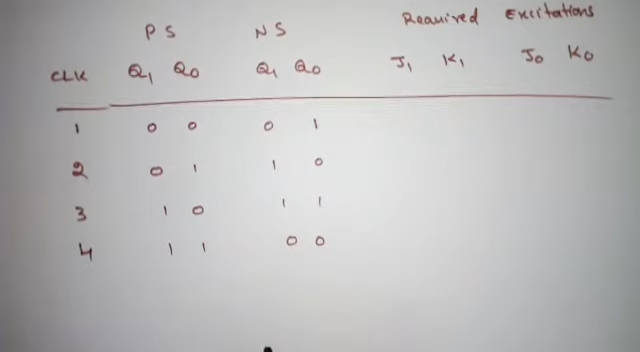 PS NS Required Excitations
CLK Q1 Q0 Q1 Q0 J1 K1 J0 K0
1 0 0 0 1
2 0 1 1 0
3 1 0 1 1
4 1 1 0 0